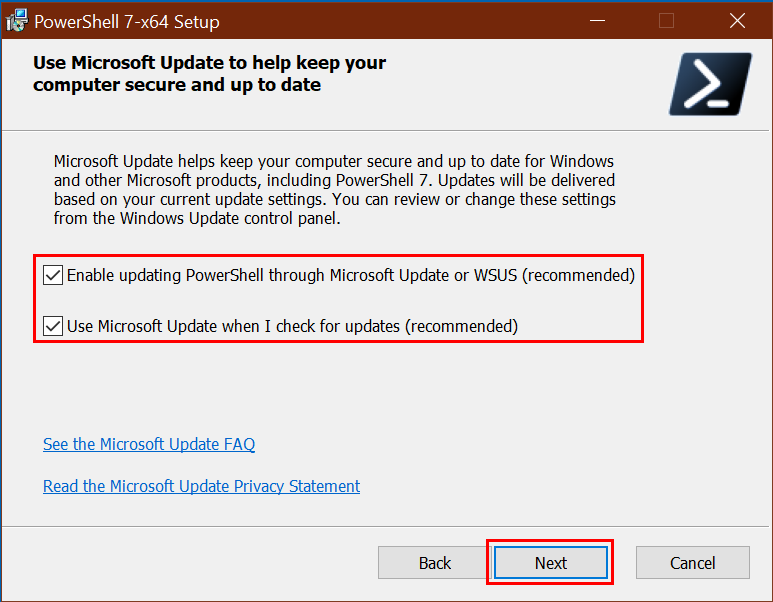 PowerShell 7-x64 Setup
Use Microsoft Update to help keep your
computer secure and up to date
Microsoft Update helps keep your computer secure and up to date for Windows
and other Microsoft products, including PowerShell 7. Updates will be delivered
based on your current update settings. You can review or change these settings
from the Windows Update control panel.
Enable updating PowerShell through Microsoft Update or WSUS (recommended)
Use Microsoft Update when I check for updates (recommended)
See the Microsoft Update FAQ
Read the Microsoft Update Privacy Statement
Back Next Cancel